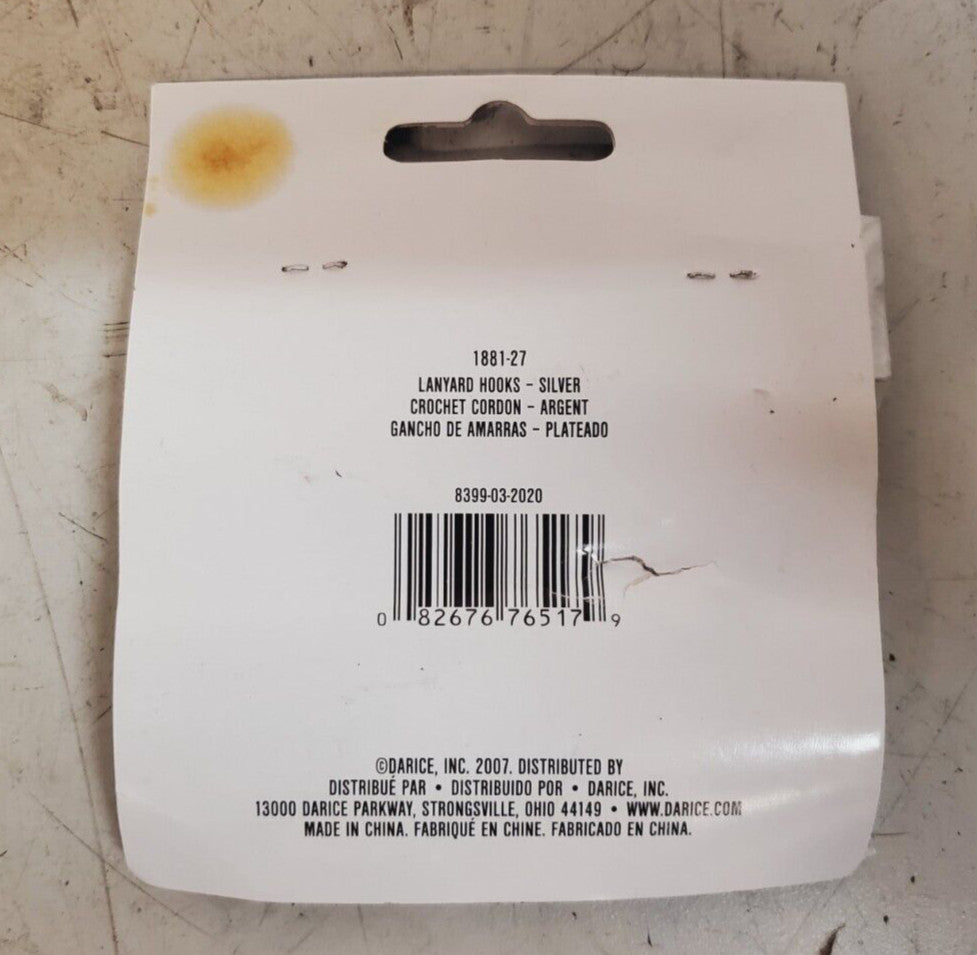 1881-27
LANYARD HOOKS - SILVER
CROCHET CORDON - ARGENT
GANCHO DE AMARRAS - PLATEADO
8399-03-2020
0 82676 76517 9
©DARICE, INC. 2007. DISTRIBUTED BY
DISTRIBUÉ PAR • DISTRIBUIDO POR • DARICE, INC.
13000 DARICE PARKWAY, STRONGSVILLE, OHIO 44149 • WWW.DARICE.COM
MADE IN CHINA. FABRIQUÉ EN CHINE. FABRICADO EN CHINA.